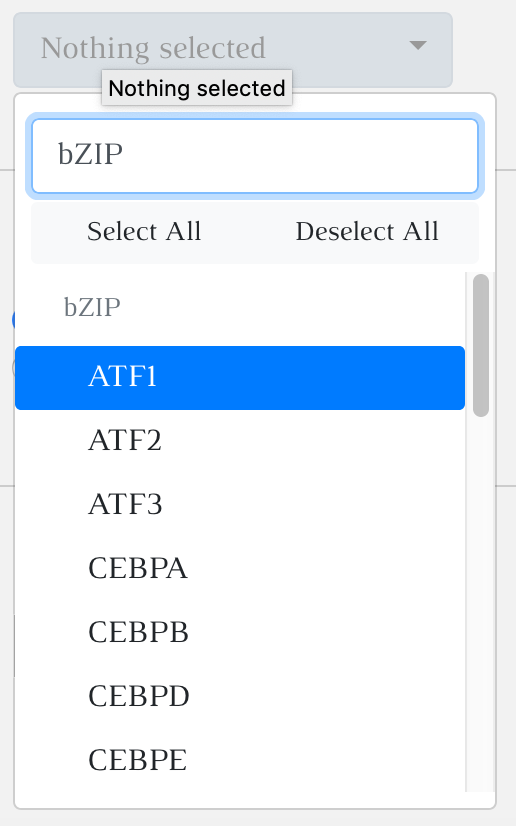 Nothing selected
Nothing selected
bZIP
Select All Deselect All
bZIP
ATF1
ATF2
ATF3
CEBPA
CEBPB
CEBPD
CEBPE